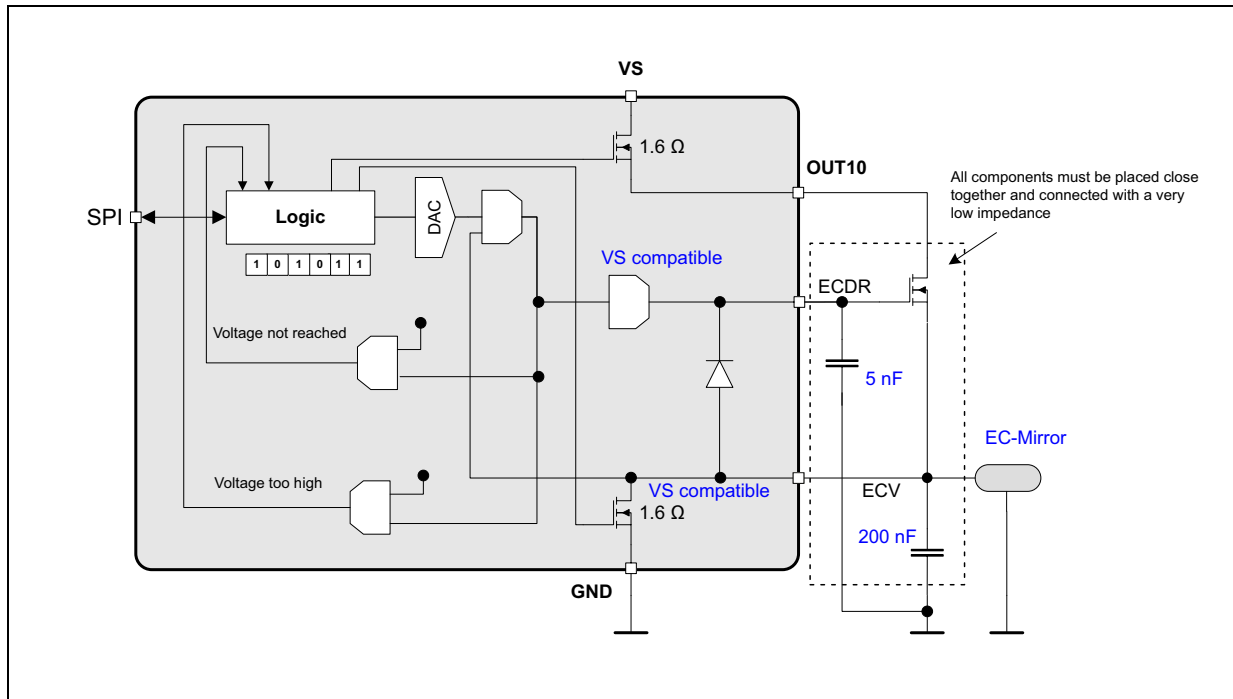 VS
1.6 Ω
OUT10
All components must be placed close
together and connected with a very
low impedance
SPI
Logic
DAC
1 0 1 0 1 1
VS compatible
ECDR
Voltage not reached
5 nF
EC-Mirror
Voltage too high
VS compatible
ECV
1.6 Ω
200 nF
GND